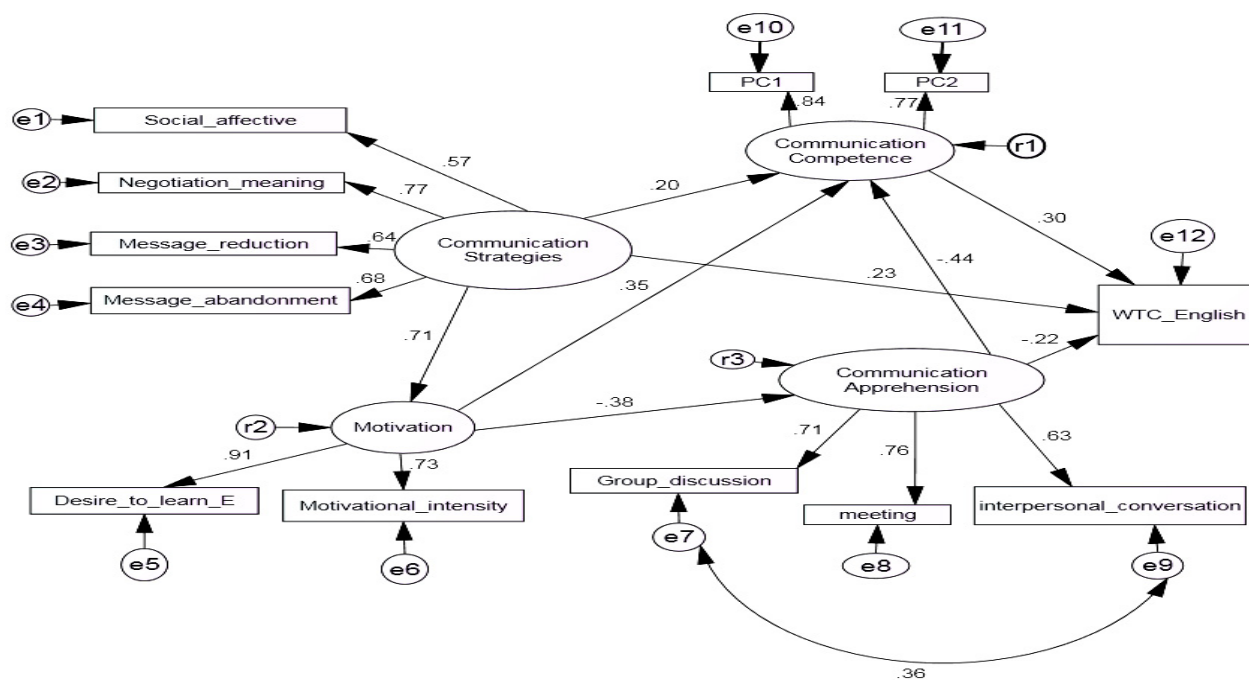 e10
e11
PC1
PC2
.84
.77
e1
Social_affective
Communication
Competence
r1
.57
e2
Negotiation_meaning
.77
.20
.30
e12
e3
Message_reduction
.64
Communication
Strategies
-.44
.23
e4
Message_abandonment
.68
.35
WTC_English
.71
-.22
r3
Communication
Apprehension
-.38
r2
Motivation
.71
.76
.63
.91
.73
Group_discussion
Desire_to_learn_E
Motivational_intensity
meeting
interpersonal_conversation
e5
e6
e7
e8
e9
.36